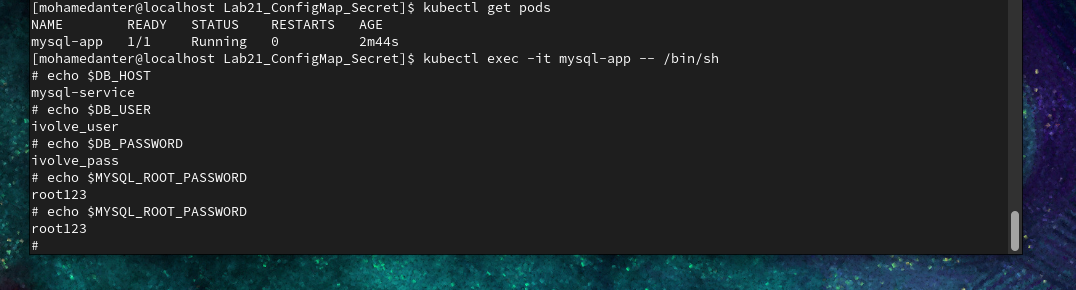 [mohamedanter@localhost Lab21_ConfigMap_Secret]$ kubectl get pods
NAME        READY   STATUS    RESTARTS   AGE
mysql-app   1/1     Running   0          2m44s
[mohamedanter@localhost Lab21_ConfigMap_Secret]$ kubectl exec -it mysql-app -- /bin/sh
# echo $DB_HOST
mysql-service
# echo $DB_USER
ivolve_user
# echo $DB_PASSWORD
ivolve_pass
# echo $MYSQL_ROOT_PASSWORD
root123
# echo $MYSQL_ROOT_PASSWORD
root123
#